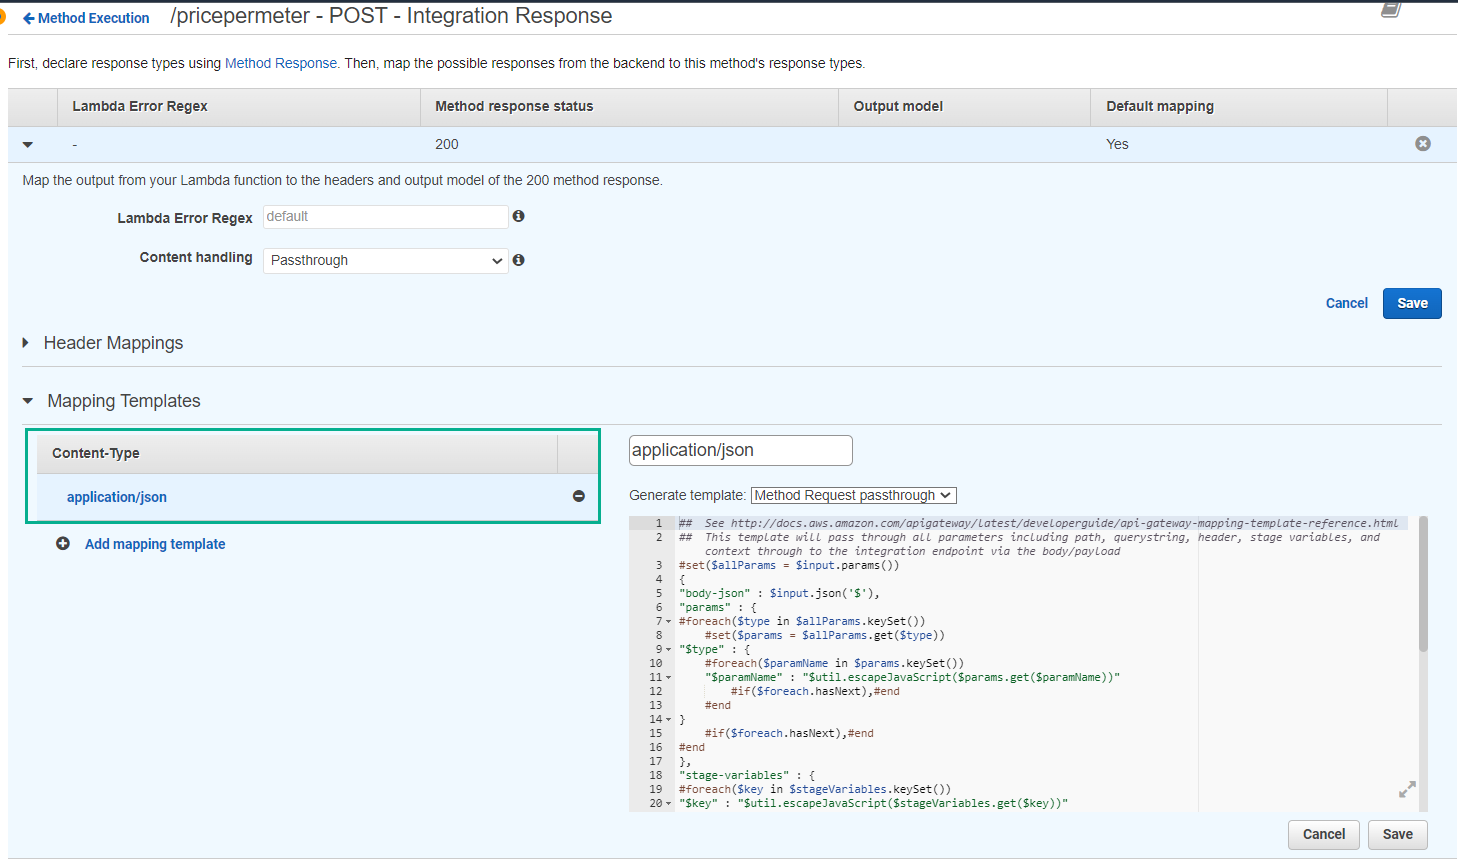 Method Execution /pricepermeter - POST - Integration Response
First, declare response types using Method Response. Then, map the possible responses from the backend to this method's response types.
Lambda Error Regex Method response status Output model Default mapping
- 200 Yes
Map the output from your Lambda function to the headers and output model of the 200 method response.
Lambda Error Regex default
Content handling Passthrough
Cancel Save
Header Mappings
Mapping Templates
Content-Type
application/json
Add mapping template
application/json
Generate template: Method Request passthrough
1 ## See http://docs.aws.amazon.com/apigateway/latest/developerguide/api-gateway-mapping-template-reference.html
2 ## This template will pass through all parameters including path, querystring, header, stage variables, and
context through to the integration endpoint via the body/payload
3 #set($allParams = $input.params())
4 {
5 "body-json" : $input.json('$'),
6 "params" : {
7 #foreach($type in $allParams.keySet())
8 #set($params = $allParams.get($type))
9 "$type" : {
10 #foreach($paramName in $params.keySet())
11 "$paramName" : "$util.escapeJavaScript($params.get($paramName))"
12 #if($foreach.hasNext),#end
13 #end
14 }
15 #if($foreach.hasNext),#end
16 #end
17 },
18 "stage-variables" : {
19 #foreach($key in $stageVariables.keySet())
20 "$key" : "$util.escapeJavaScript($stageVariables.get($key))"
Cancel Save